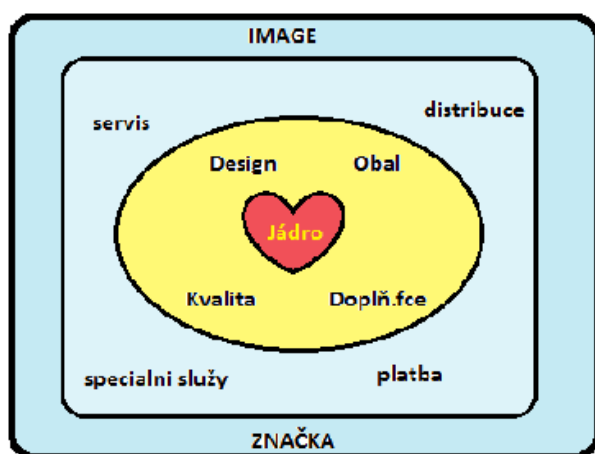 IMAGE
servis
distribuce
Design
Obal
Jádro
Kvalita
Doplň.fce
specialni služy
platba
ZNAČKA